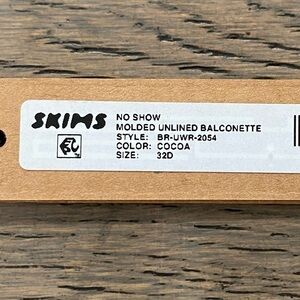 SKIMS
NO SHOW
MOLDED UNLINED BALCONETTE
STYLE: BR-UWR-2054
COLOR: COCOA
SIZE: 32D